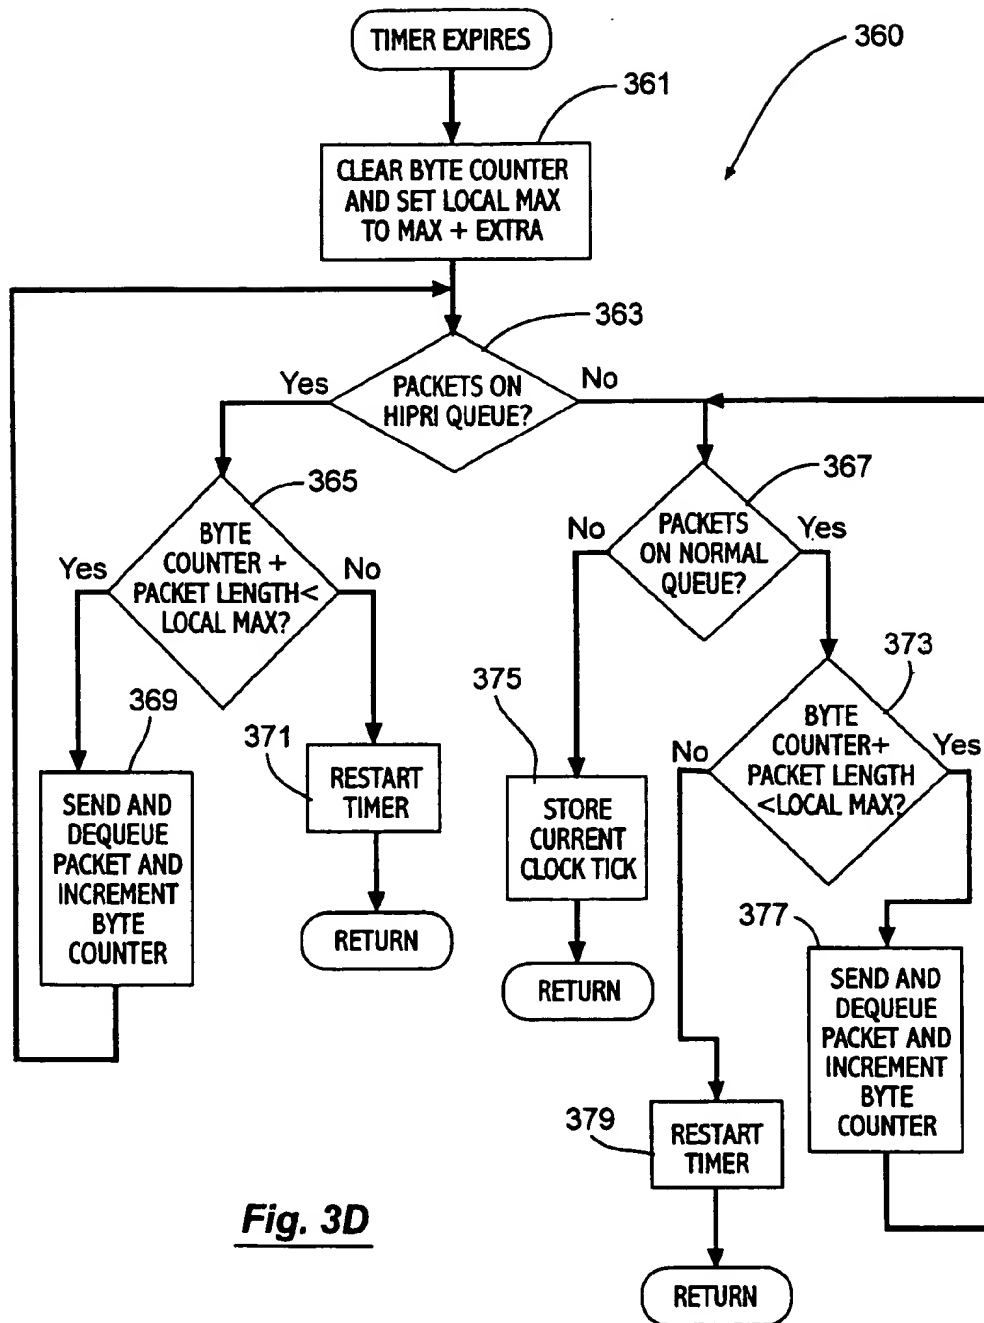 TIMER EXPIRES
360
361
CLEAR BYTE COUNTER
AND SET LOCAL MAX
TO MAX + EXTRA
363
Yes
PACKETS ON
HIPRI QUEUE?
No
365
BYTE
COUNTER +
PACKET LENGTH<
LOCAL MAX?
Yes
No
367
No
PACKETS
ON NORMAL
QUEUE?
Yes
369
SEND AND
DEQUEUE
PACKET AND
INCREMENT
BYTE
COUNTER
371
RESTART
TIMER
RETURN
375
STORE
CURRENT
CLOCK TICK
RETURN
373
No
BYTE
COUNTER+
PACKET LENGTH
<LOCAL MAX?
Yes
377
SEND AND
DEQUEUE
PACKET AND
INCREMENT
BYTE
COUNTER
379
RESTART
TIMER
RETURN
Fig. 3D